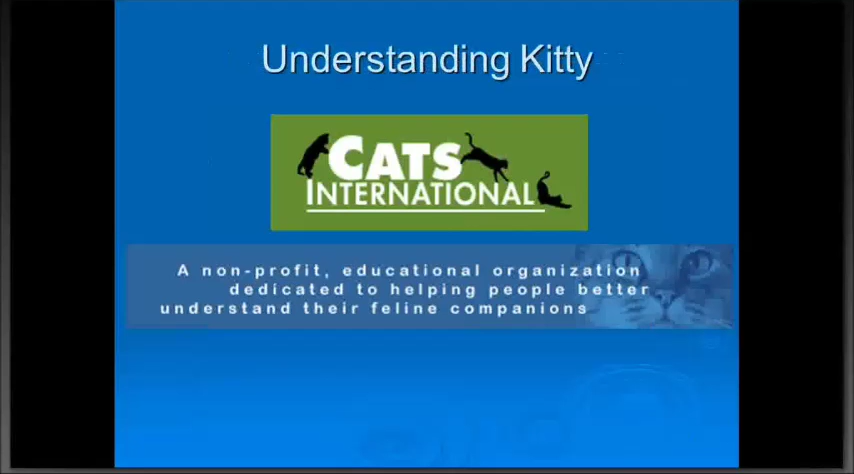 Understanding Kitty
CATS
INTERNATIONAL
A non-profit, educational organization
dedicated to helping people better
understand their feline companions